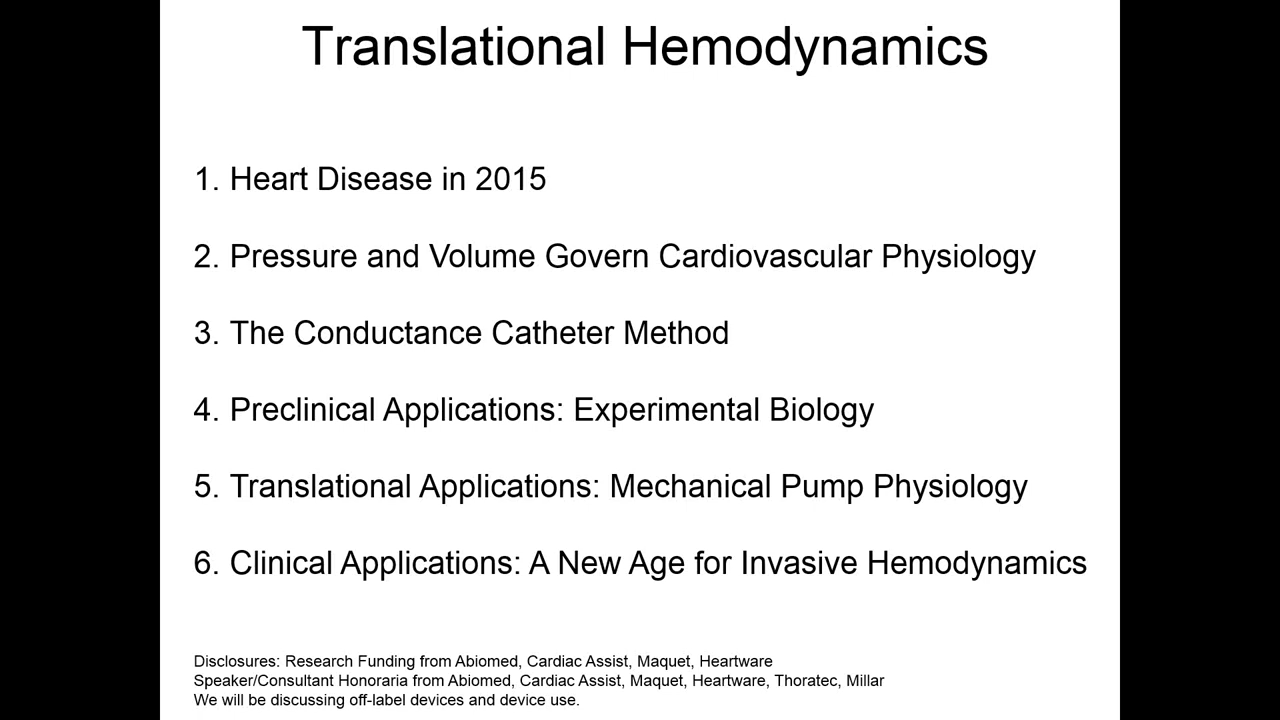 Translational Hemodynamics
1. Heart Disease in 2015
2. Pressure and Volume Govern Cardiovascular Physiology
3. The Conductance Catheter Method
4. Preclinical Applications: Experimental Biology
5. Translational Applications: Mechanical Pump Physiology
6. Clinical Applications: A New Age for Invasive Hemodynamics
Disclosures: Research Funding from Abiomed, Cardiac Assist, Maquet, Heartware
Speaker/Consultant Honoraria from Abiomed, Cardiac Assist, Maquet, Heartware, Thoratec, Millar
We will be discussing off-label devices and device use.